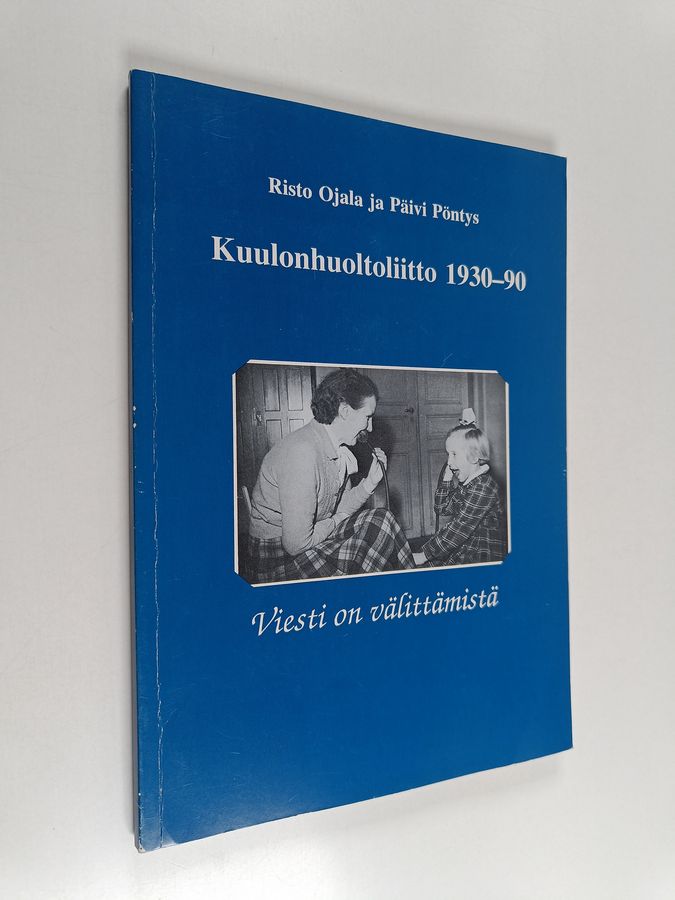 Risto Ojala ja Päivi Pöntys
Kuulonhuoltoliitto 1930–90
Viesti on välittämistä